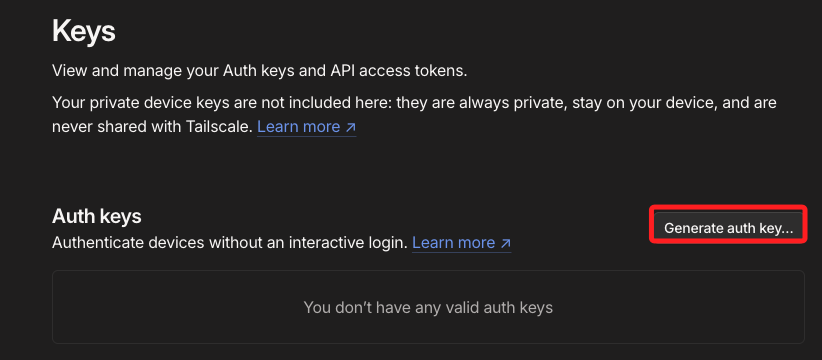 Keys
View and manage your Auth keys and API access tokens.
Your private device keys are not included here: they are always private, stay on your device, and are
never shared with Tailscale. Learn more ↗
Auth keys
Generate auth key...
Authenticate devices without an interactive login. Learn more ↗
You don’t have any valid auth keys